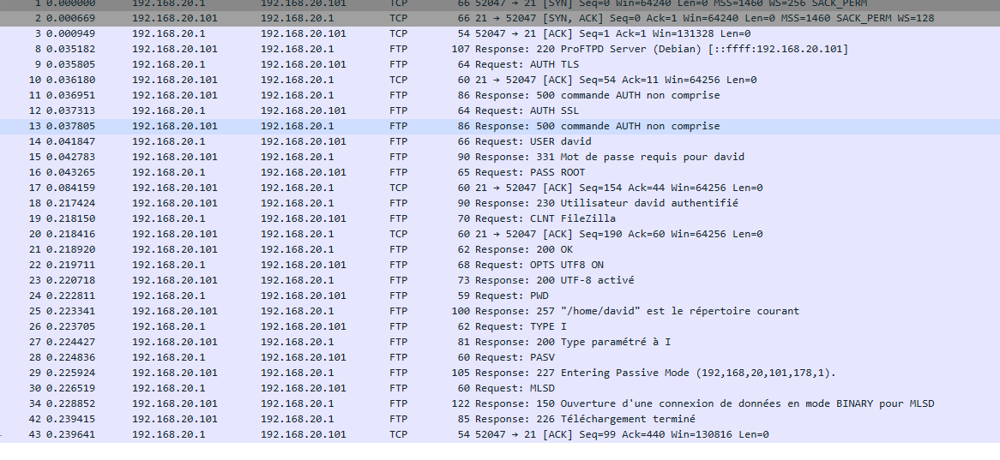 1 0.000000 192.168.20.1 192.168.20.101 TCP 66 52047 → 21 [SYN] Seq=0 Win=64240 Len=0 MSS=1460 WS=256 SACK_PERM
2 0.000669 192.168.20.101 192.168.20.1 TCP 66 21 → 52047 [SYN, ACK] Seq=0 Ack=1 Win=64240 Len=0 MSS=1460 SACK_PERM WS=128
3 0.000949 192.168.20.1 192.168.20.101 TCP 54 52047 → 21 [ACK] Seq=1 Ack=1 Win=131328 Len=0
8 0.035182 192.168.20.101 192.168.20.1 FTP 107 Response: 220 ProFTPD Server (Debian) [::ffff:192.168.20.101]
9 0.035805 192.168.20.1 192.168.20.101 FTP 64 Request: AUTH TLS
10 0.036180 192.168.20.101 192.168.20.1 TCP 60 21 → 52047 [ACK] Seq=54 Ack=11 Win=64256 Len=0
11 0.036951 192.168.20.101 192.168.20.1 FTP 86 Response: 500 commande AUTH non comprise
12 0.037313 192.168.20.1 192.168.20.101 FTP 64 Request: AUTH SSL
13 0.037805 192.168.20.101 192.168.20.1 FTP 86 Response: 500 commande AUTH non comprise
14 0.041847 192.168.20.1 192.168.20.101 FTP 66 Request: USER david
15 0.042783 192.168.20.101 192.168.20.1 FTP 90 Response: 331 Mot de passe requis pour david
16 0.043265 192.168.20.1 192.168.20.101 FTP 65 Request: PASS ROOT
17 0.084159 192.168.20.101 192.168.20.1 TCP 60 21 → 52047 [ACK] Seq=154 Ack=44 Win=64256 Len=0
18 0.217424 192.168.20.101 192.168.20.1 FTP 90 Response: 230 Utilisateur david authentifié
19 0.218150 192.168.20.1 192.168.20.101 FTP 70 Request: CLNT FileZilla
20 0.218416 192.168.20.101 192.168.20.1 TCP 60 21 → 52047 [ACK] Seq=190 Ack=60 Win=64256 Len=0
21 0.218920 192.168.20.101 192.168.20.1 FTP 62 Response: 200 OK
22 0.219711 192.168.20.1 192.168.20.101 FTP 68 Request: OPTS UTF8 ON
23 0.220718 192.168.20.101 192.168.20.1 FTP 73 Response: 200 UTF-8 activé
24 0.222811 192.168.20.1 192.168.20.101 FTP 59 Request: PWD
25 0.223341 192.168.20.101 192.168.20.1 FTP 100 Response: 257 "/home/david" est le répertoire courant
26 0.223705 192.168.20.1 192.168.20.101 FTP 62 Request: TYPE I
27 0.224427 192.168.20.101 192.168.20.1 FTP 81 Response: 200 Type paramétré à I
28 0.224836 192.168.20.1 192.168.20.101 FTP 60 Request: PASV
29 0.225924 192.168.20.101 192.168.20.1 FTP 105 Response: 227 Entering Passive Mode (192,168,20,101,178,1).
30 0.226519 192.168.20.1 192.168.20.101 FTP 60 Request: MLSD
34 0.228852 192.168.20.101 192.168.20.1 FTP 122 Response: 150 Ouverture d'une connexion de données en mode BINARY pour MLSD
42 0.239415 192.168.20.101 192.168.20.1 FTP 85 Response: 226 Téléchargement terminé
43 0.239641 192.168.20.1 192.168.20.101 TCP 54 52047 → 21 [ACK] Seq=99 Ack=440 Win=130816 Len=0